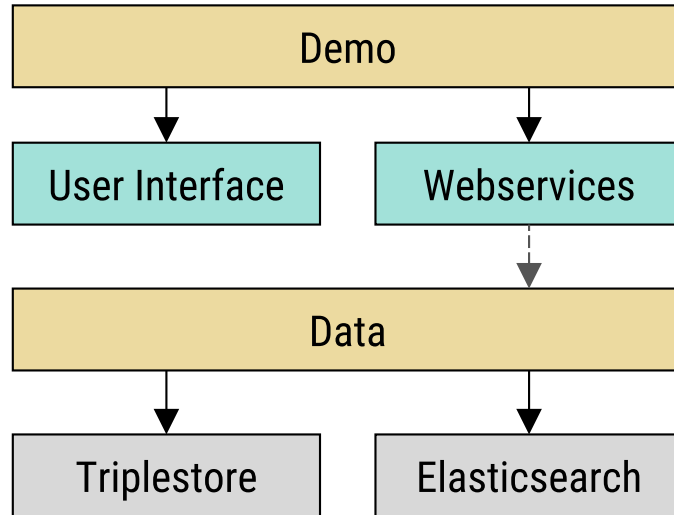 Demo
User Interface
Webservices
Data
Triplestore
Elasticsearch